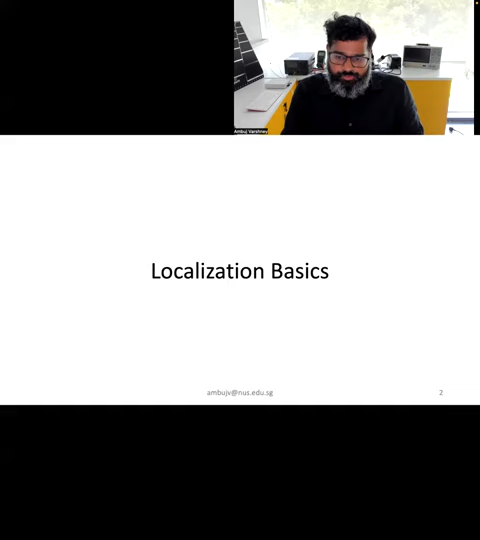 Ambuj Varshney
Localization Basics
ambujv@nus.edu.sg
2